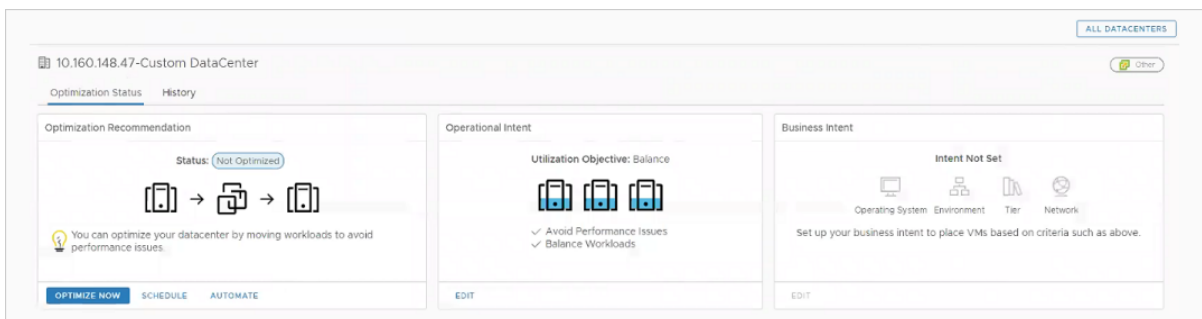 ALL DATACENTERS
10.160.148.47-Custom DataCenter
Other
Optimization Status
History
Optimization Recommendation
Status: Not Optimized
You can optimize your datacenter by moving workloads to avoid
performance issues.
OPTIMIZE NOW
SCHEDULE
AUTOMATE
Operational Intent
Utilization Objective: Balance
Avoid Performance Issues
Balance Workloads
EDIT
Business Intent
Intent Not Set
Operating System
Environment
Tier
Network
Set up your business intent to place VMs based on criteria such as above.
EDIT